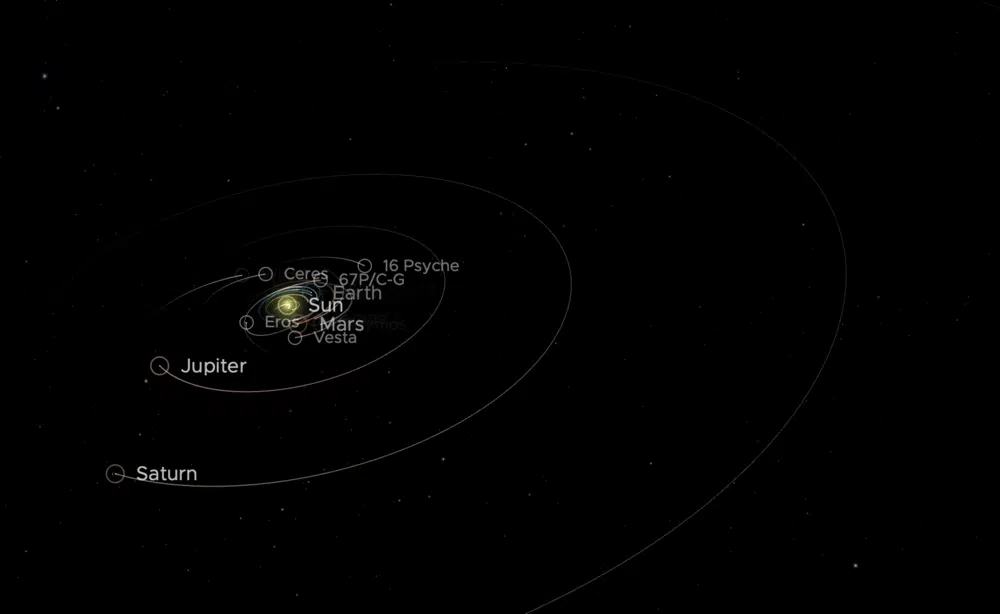 16 Psyche
Ceres
67P/C-G
Earth
Sun
Eros
Mars
Vesta
Jupiter
Saturn